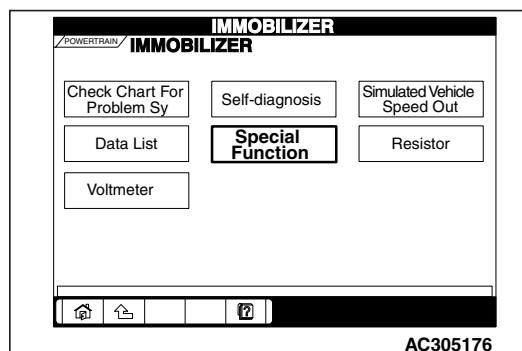 IMMOBILIZER
POWERTRAIN
IMMOBILIZER
Check Chart For
Problem Sy
Self-diagnosis
Simulated Vehicle
Speed Out
Data List
Special
Function
Resistor
Voltmeter
?
AC305176